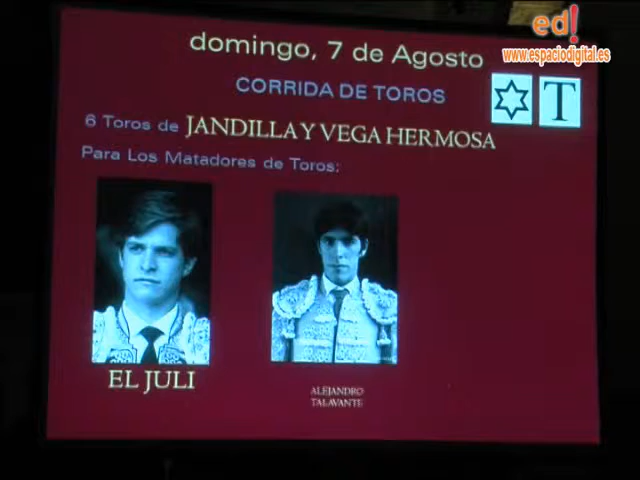 ed!
www.espaciodigital.es
domingo, 7 de Agosto
CORRIDA DE TOROS
T
6 Toros de JANDILLA Y VEGA HERMOSA
Para Los Matadores de Toros:
EL JULI
ALEJANDRO
TALAVANTE